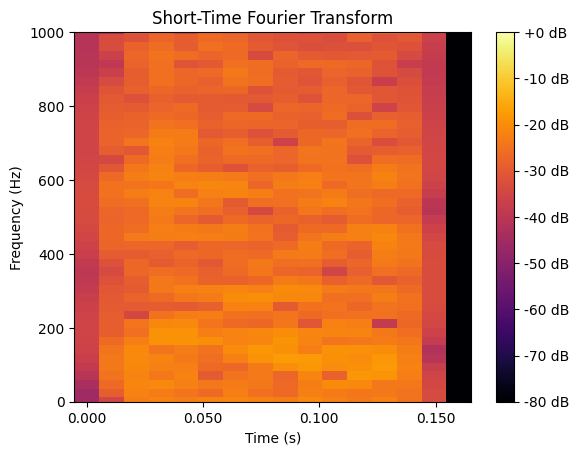 Short-Time Fourier Transform
1000
800
600
400
200
0
Frequency (Hz)
0.000
0.050
0.100
0.150
Time (s)
+0 dB
-10 dB
-20 dB
-30 dB
-40 dB
-50 dB
-60 dB
-70 dB
-80 dB